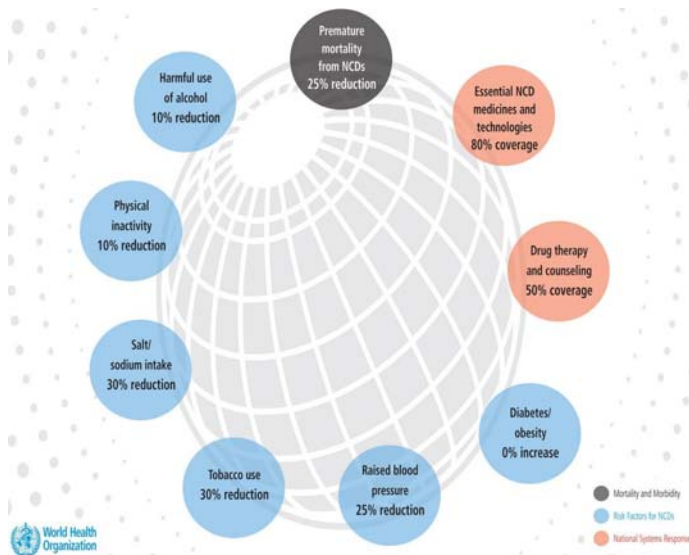 Premature
mortality
from NCDs
25% reduction
Harmful use
of alcohol
10% reduction
Essential NCD
medicines and
technologies
80% coverage
Physical
inactivity
10% reduction
Drug therapy
and counseling
50% coverage
Salt/
sodium intake
30% reduction
Diabetes/
obesity
0% increase
Tobacco use
30% reduction
Raised blood
pressure
25% reduction
Mortality and Morbidity
Risk Factors for NCDs
National Systems Response
World Health
Organization